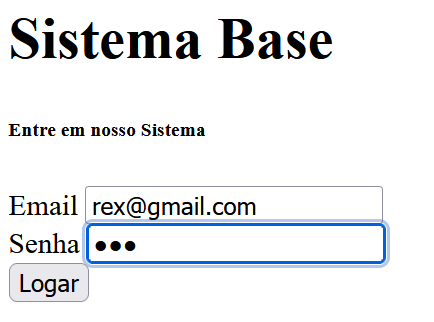 Sistema Base
Entre em nosso Sistema
Email rex@gmail.com
Senha •••
Logar